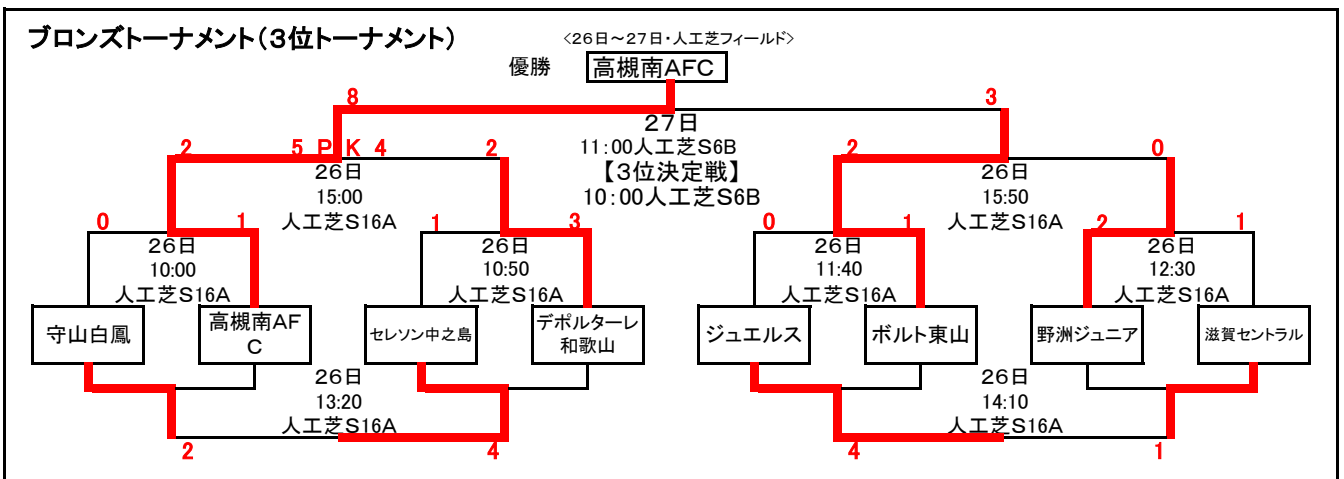 ブロンズトーナメント(3位トーナメント)
<26日~27日・人工芝フィールド>
優勝
高槻南AFC
8
3
27日
11:00人工芝S6B
【3位決定戦】
10:00人工芝S6B
2
5 P K 4
2
26日
15:00
人工芝S16A
2
0
26日
15:50
人工芝S16A
0
1
26日
10:00
人工芝S16A
1
3
26日
10:50
人工芝S16A
0
1
26日
11:40
人工芝S16A
2
1
26日
12:30
人工芝S16A
守山白鳳
高槻南AF
C
セレソン中之島
デポルターレ
和歌山
ジュエルス
ボルト東山
野洲ジュニア
滋賀セントラル
26日
13:20
人工芝S16A
2
4
26日
14:10
人工芝S16A
4
1